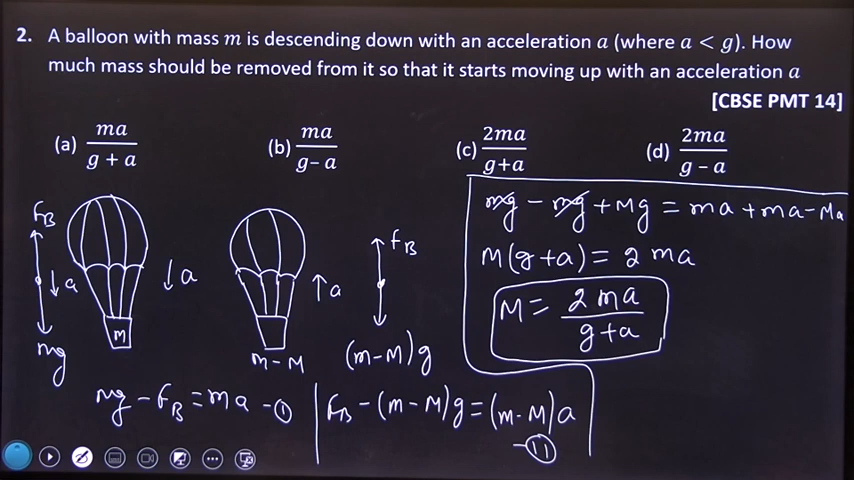 2. A balloon with mass m is descending down with an acceleration a (where a < g). How
much mass should be removed from it so that it starts moving up with an acceleration a
[CBSE PMT 14]
(a) ma / g + a (b) ma / g – a (c) 2ma / g+a (d) 2ma / g – a
mg – mg + Mg = ma + ma – Ma
M(g+a) = 2 ma
M = 2ma / g+a
F_B
↓a
mg
m
↓a
m – M
↑a
F_B
(m–M)g
mg – F_B = ma –①
F_B – (m – M)g = (m-M)a
–⑪